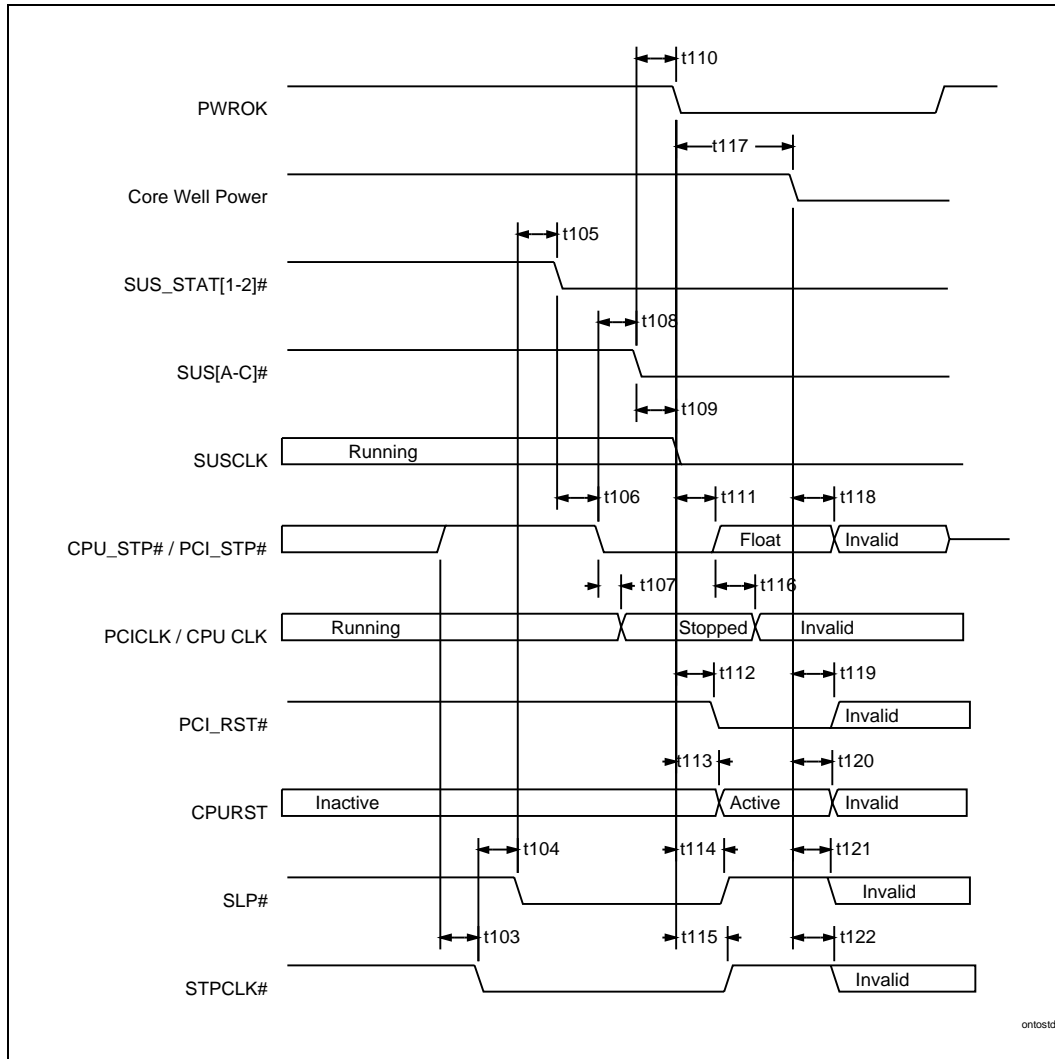 t110
PWROK
t117
Core Well Power
t105
SUS_STAT[1-2]#
t108
SUS[A-C]#
t109
SUSCLK
Running
t106
t111
t118
CPU_STP# / PCI_STP#
Float
Invalid
t107
t116
PCICLK / CPU CLK
Running
Stopped
Invalid
t112
t119
PCI_RST#
Invalid
t113
t120
CPURST
Inactive
Active
Invalid
t104
t114
t121
SLP#
Invalid
t103
t115
t122
STPCLK#
Invalid
ontostd